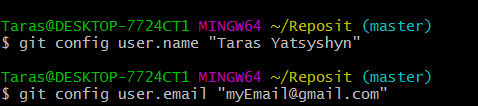 Taras@DESKTOP-7724CT1 MINGW64 ~/Reposit (master)
$ git config user.name "Taras Yatsyshyn"
Taras@DESKTOP-7724CT1 MINGW64 ~/Reposit (master)
$ git config user.email "myEmail@gmail.com"